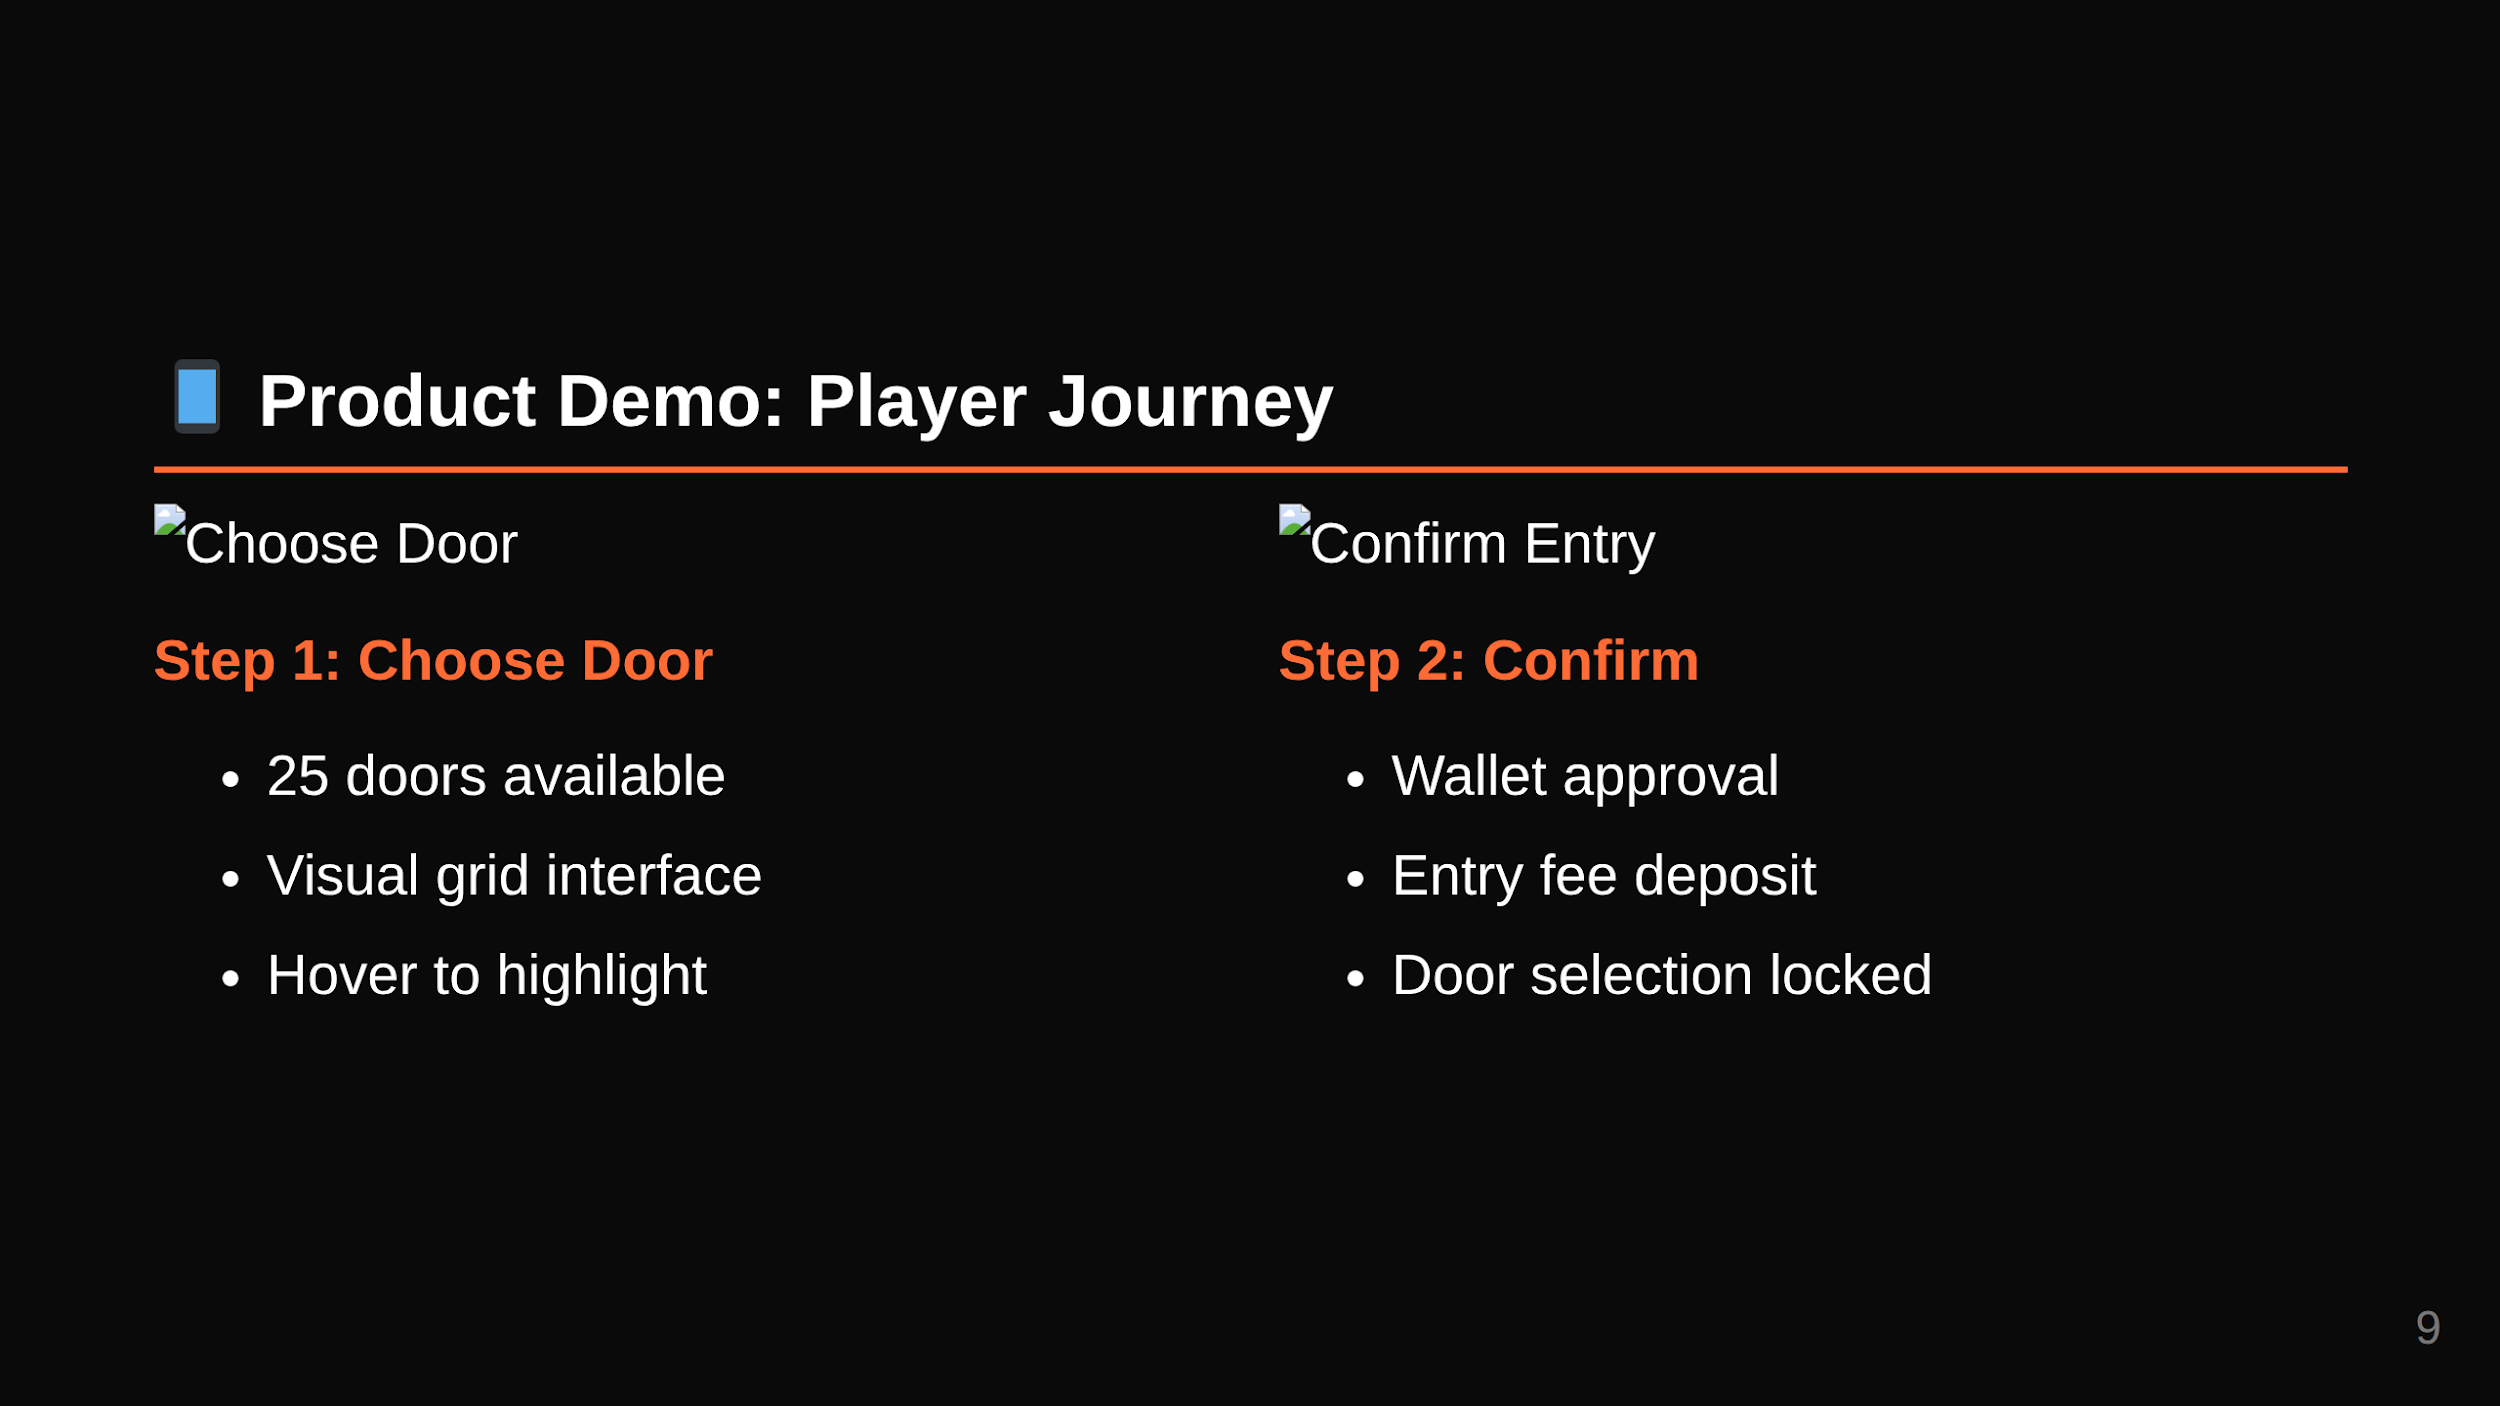 Product Demo: Player Journey
Choose Door
Step 1: Choose Door
• 25 doors available
• Visual grid interface
• Hover to highlight
Confirm Entry
Step 2: Confirm
• Wallet approval
• Entry fee deposit
• Door selection locked
9